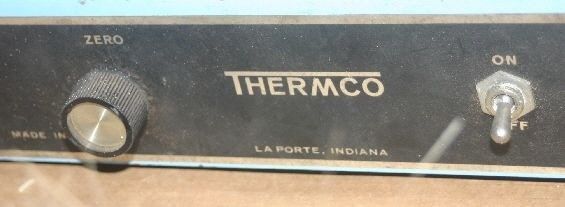 ZERO
ON
THERMCO
MADE IN
LA PORTE, INDIANA